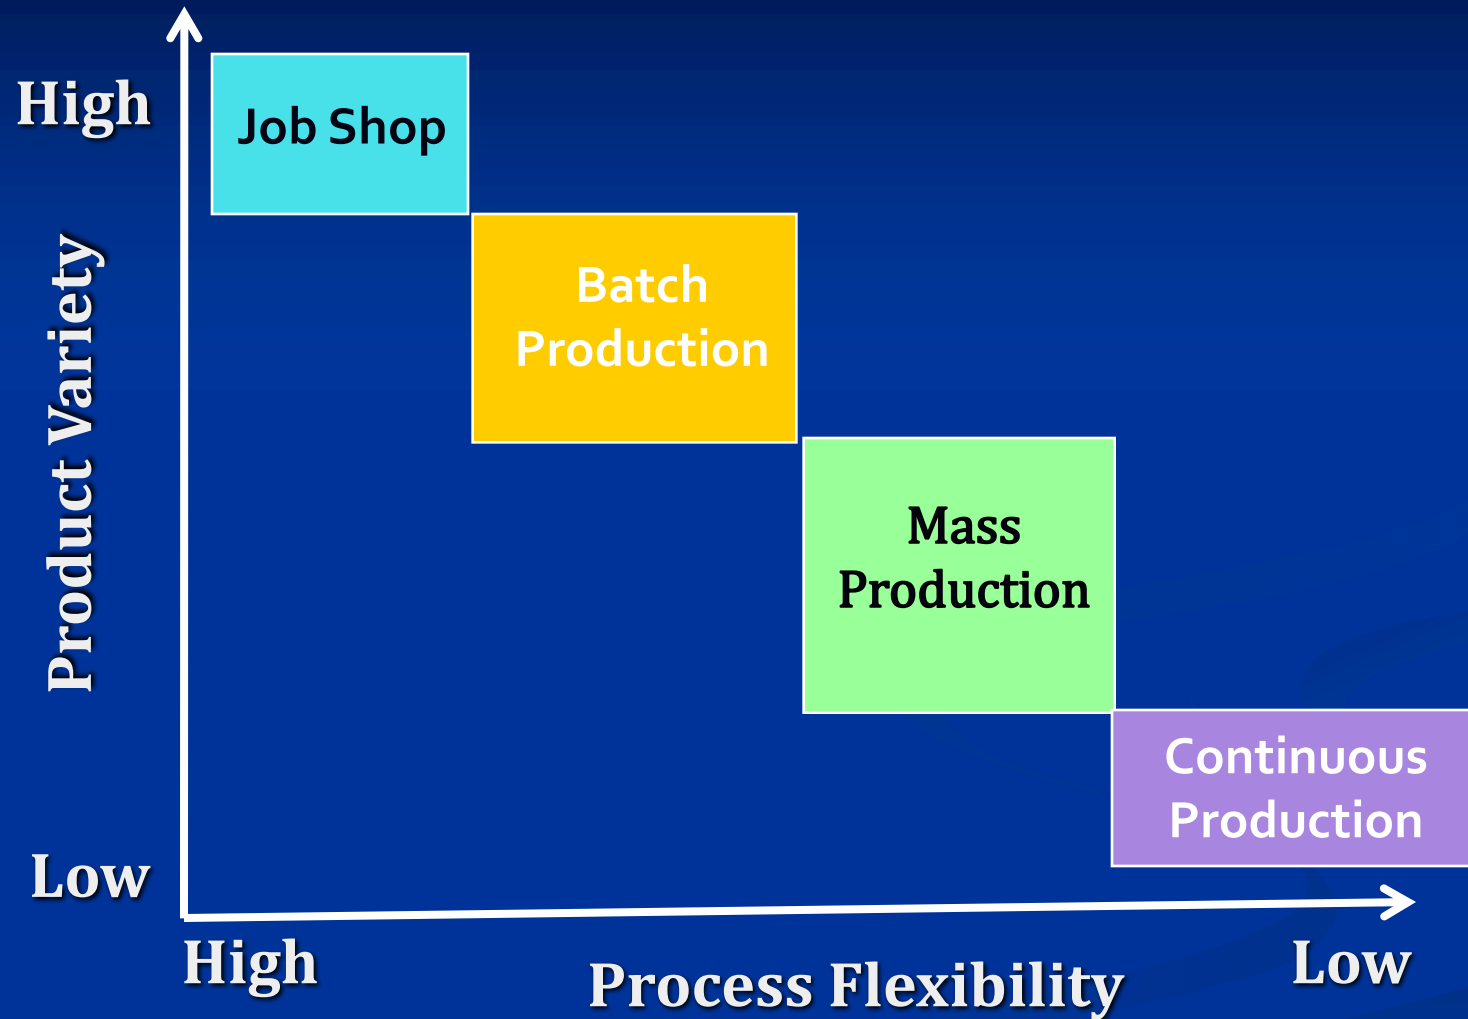 High
Job Shop
Batch
Production
Product Variety
Mass
Production
Continuous
Production
Low
High
Process Flexibility
Low